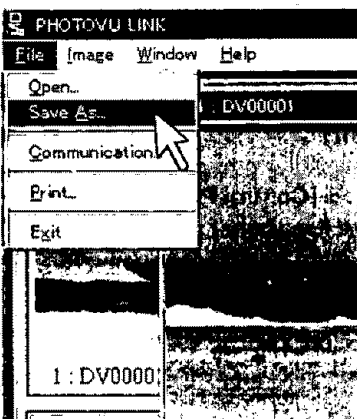 PHOTOVU LINK
File Image Window Help
Open...
Save As...
: DV00001
Communication..
Print...
Exit
1 : DV0000